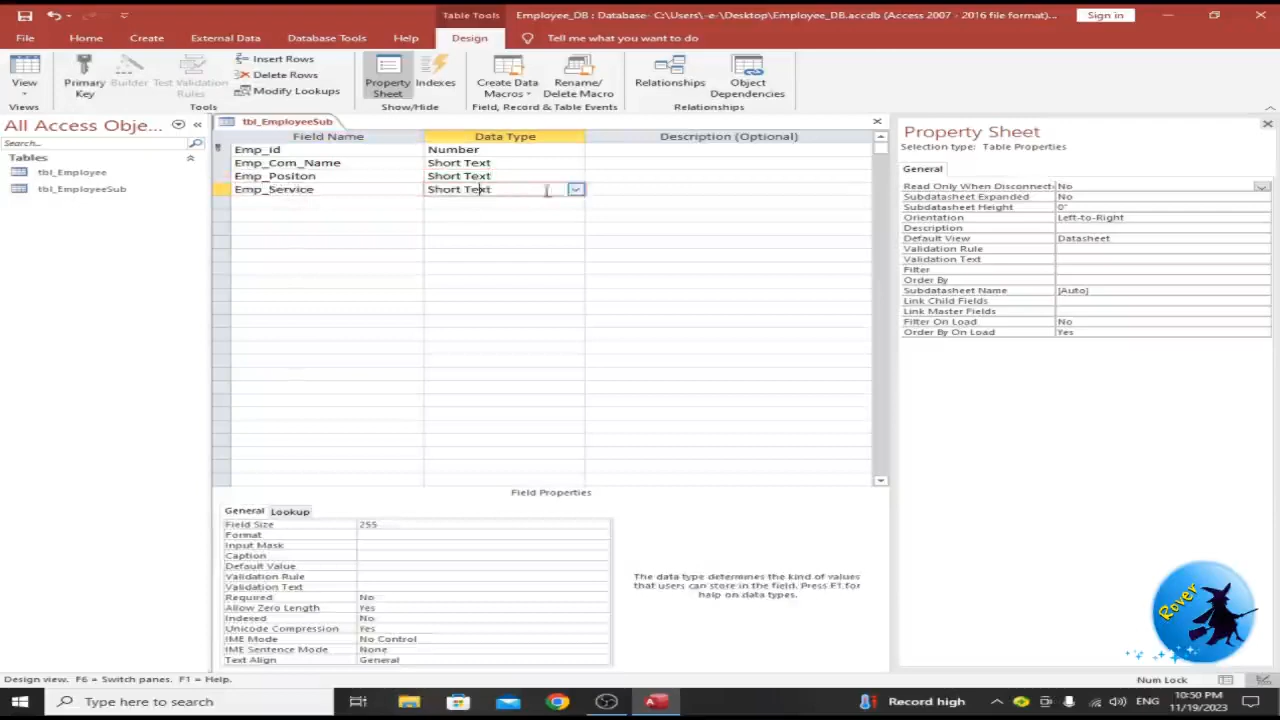 Table Tools
Employee_DB : Database- C:\Users\ -e-\Desktop\Employee_DB.accdb (Access 2007 - 2016 file format)...
Sign in
File Home Create External Data Database Tools Help Design Tell me what you want to do
View
Views
Primary Key
Builder
Test Validation Rules
Insert Rows
Delete Rows
Modify Lookups
Tools
Property Sheet
Indexes
Show/Hide
Create Data Macros
Rename/ Delete Macro
Field, Record & Table Events
Relationships
Object Dependencies
Relationships
All Access Obje...
Search...
Tables
tbl_Employee
tbl_EmployeeSub
tbl_EmployeeSub
Field Name Data Type Description (Optional)
Emp_id Number
Emp_Com_Name Short Text
Emp_Positon Short Text
Emp_Service Short Text
Field Properties
General Lookup
Field Size 255
Format
Input Mask
Caption
Default Value
Validation Rule
Validation Text
Required No
Allow Zero Length Yes
Indexed No
Unicode Compression Yes
IME Mode No Control
IME Sentence Mode None
Text Align General
The data type determines the kind of values
that users can store in the field. Press F1 for
help on data types.
Property Sheet
Selection type: Table Properties
General
Read Only When Disconnect No
Subdatasheet Expanded No
Subdatasheet Height 0"
Orientation Left-to-Right
Description
Default View Datasheet
Validation Rule
Validation Text
Filter
Order By
Subdatasheet Name [Auto]
Link Child Fields
Link Master Fields
Filter On Load No
Order By On Load Yes
Rover
Design view. F6 = Switch panes. F1 = Help.
Num Lock
Type here to search
Record high
ENG
10:50 PM
11/19/2023